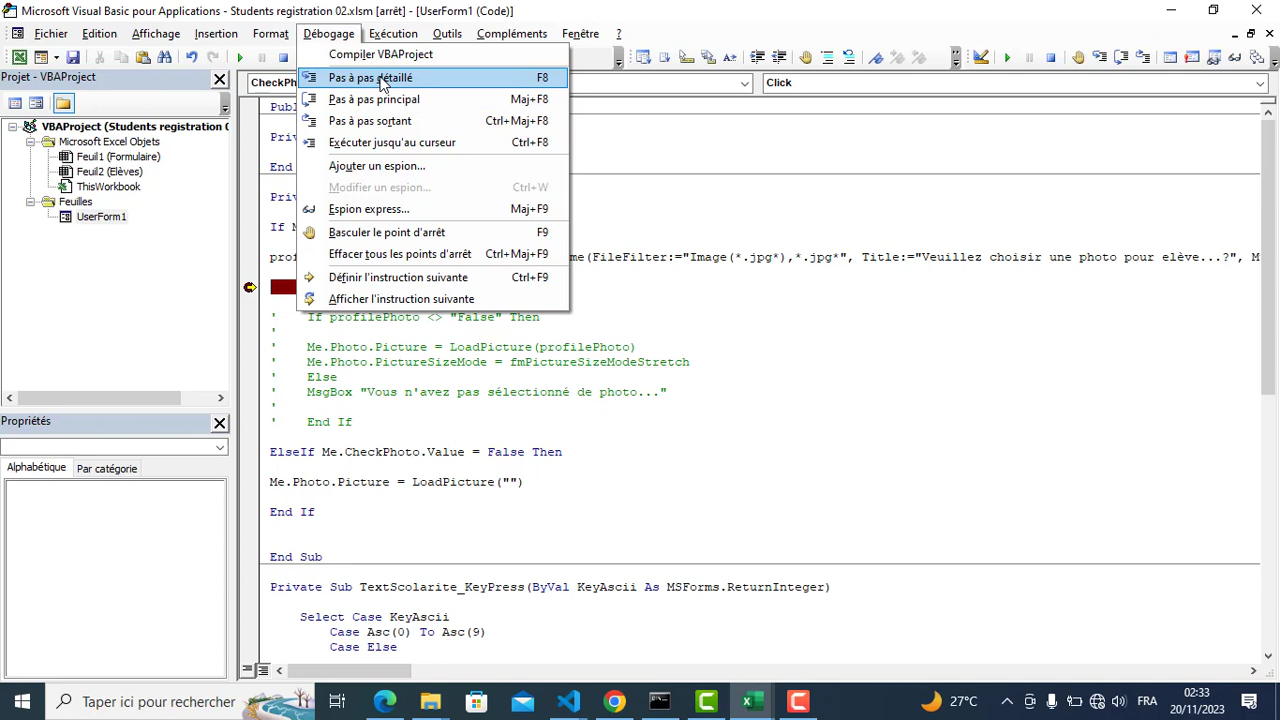 Microsoft Visual Basic pour Applications - Students registration 02.xlsm [arrêt] - [UserForm1 (Code)]
Fichier Edition Affichage Insertion Format Débogage Exécution Outils Compléments Fenêtre ?
Projet - VBAProject
VBAProject (Students registration 0
Microsoft Excel Objets
Feuil1 (Formulaire)
Feuil2 (Elèves)
ThisWorkbook
Feuilles
UserForm1
Propriétés
Alphabétique Par catégorie
Compiler VBAProject
Pas à pas détaillé F8
Pas à pas principal Maj+F8
Pas à pas sortant Ctrl+Maj+F8
Exécuter jusqu'au curseur Ctrl+F8
Ajouter un espion...
Modifier un espion... Ctrl+W
Espion express... Maj+F9
Basculer le point d'arrêt F9
Effacer tous les points d'arrêt Ctrl+Maj+F9
Définir l'instruction suivante Ctrl+F9
Afficher l'instruction suivante
CheckPh Click
Publ
Priv
End
Priv
If M
prof me(FileFilter:="Image(*.jpg*),*.jpg*", Title:="Veuillez choisir une photo pour elève...?", M
' If profilePhoto <> "False" Then
'
' Me.Photo.Picture = LoadPicture(profilePhoto)
' Me.Photo.PictureSizeMode = fmPictureSizeModeStretch
' Else
' MsgBox "Vous n'avez pas sélectionné de photo..."
'
' End If
ElseIf Me.CheckPhoto.Value = False Then
Me.Photo.Picture = LoadPicture("")
End If
End Sub
Private Sub TextScolarite_KeyPress(ByVal KeyAscii As MSForms.ReturnInteger)
Select Case KeyAscii
Case Asc(0) To Asc(9)
Case Else
Taper ici pour rechercher
27°C
FRA
02:33
20/11/2023